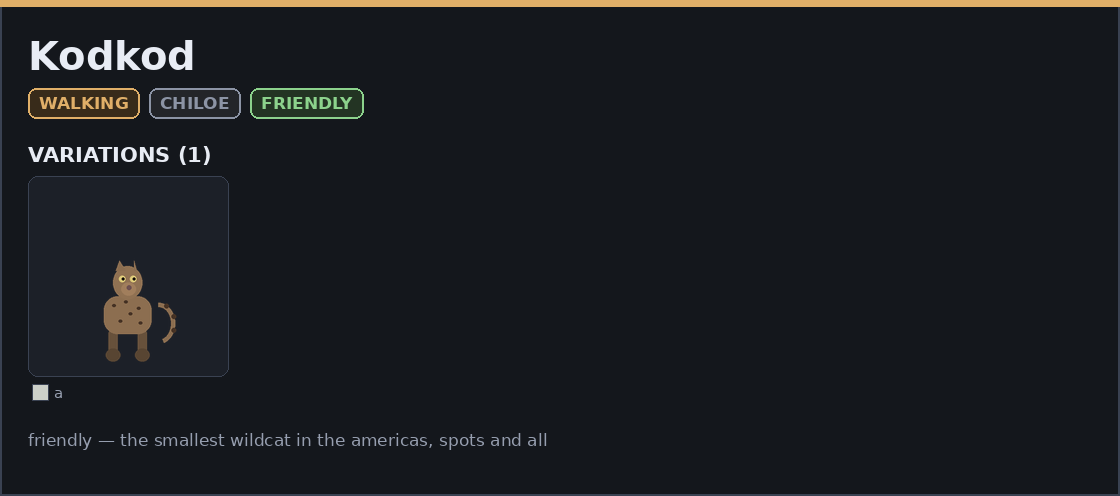 Kodkod
WALKING CHILOE FRIENDLY
VARIATIONS (1)
a
friendly — the smallest wildcat in the americas, spots and all